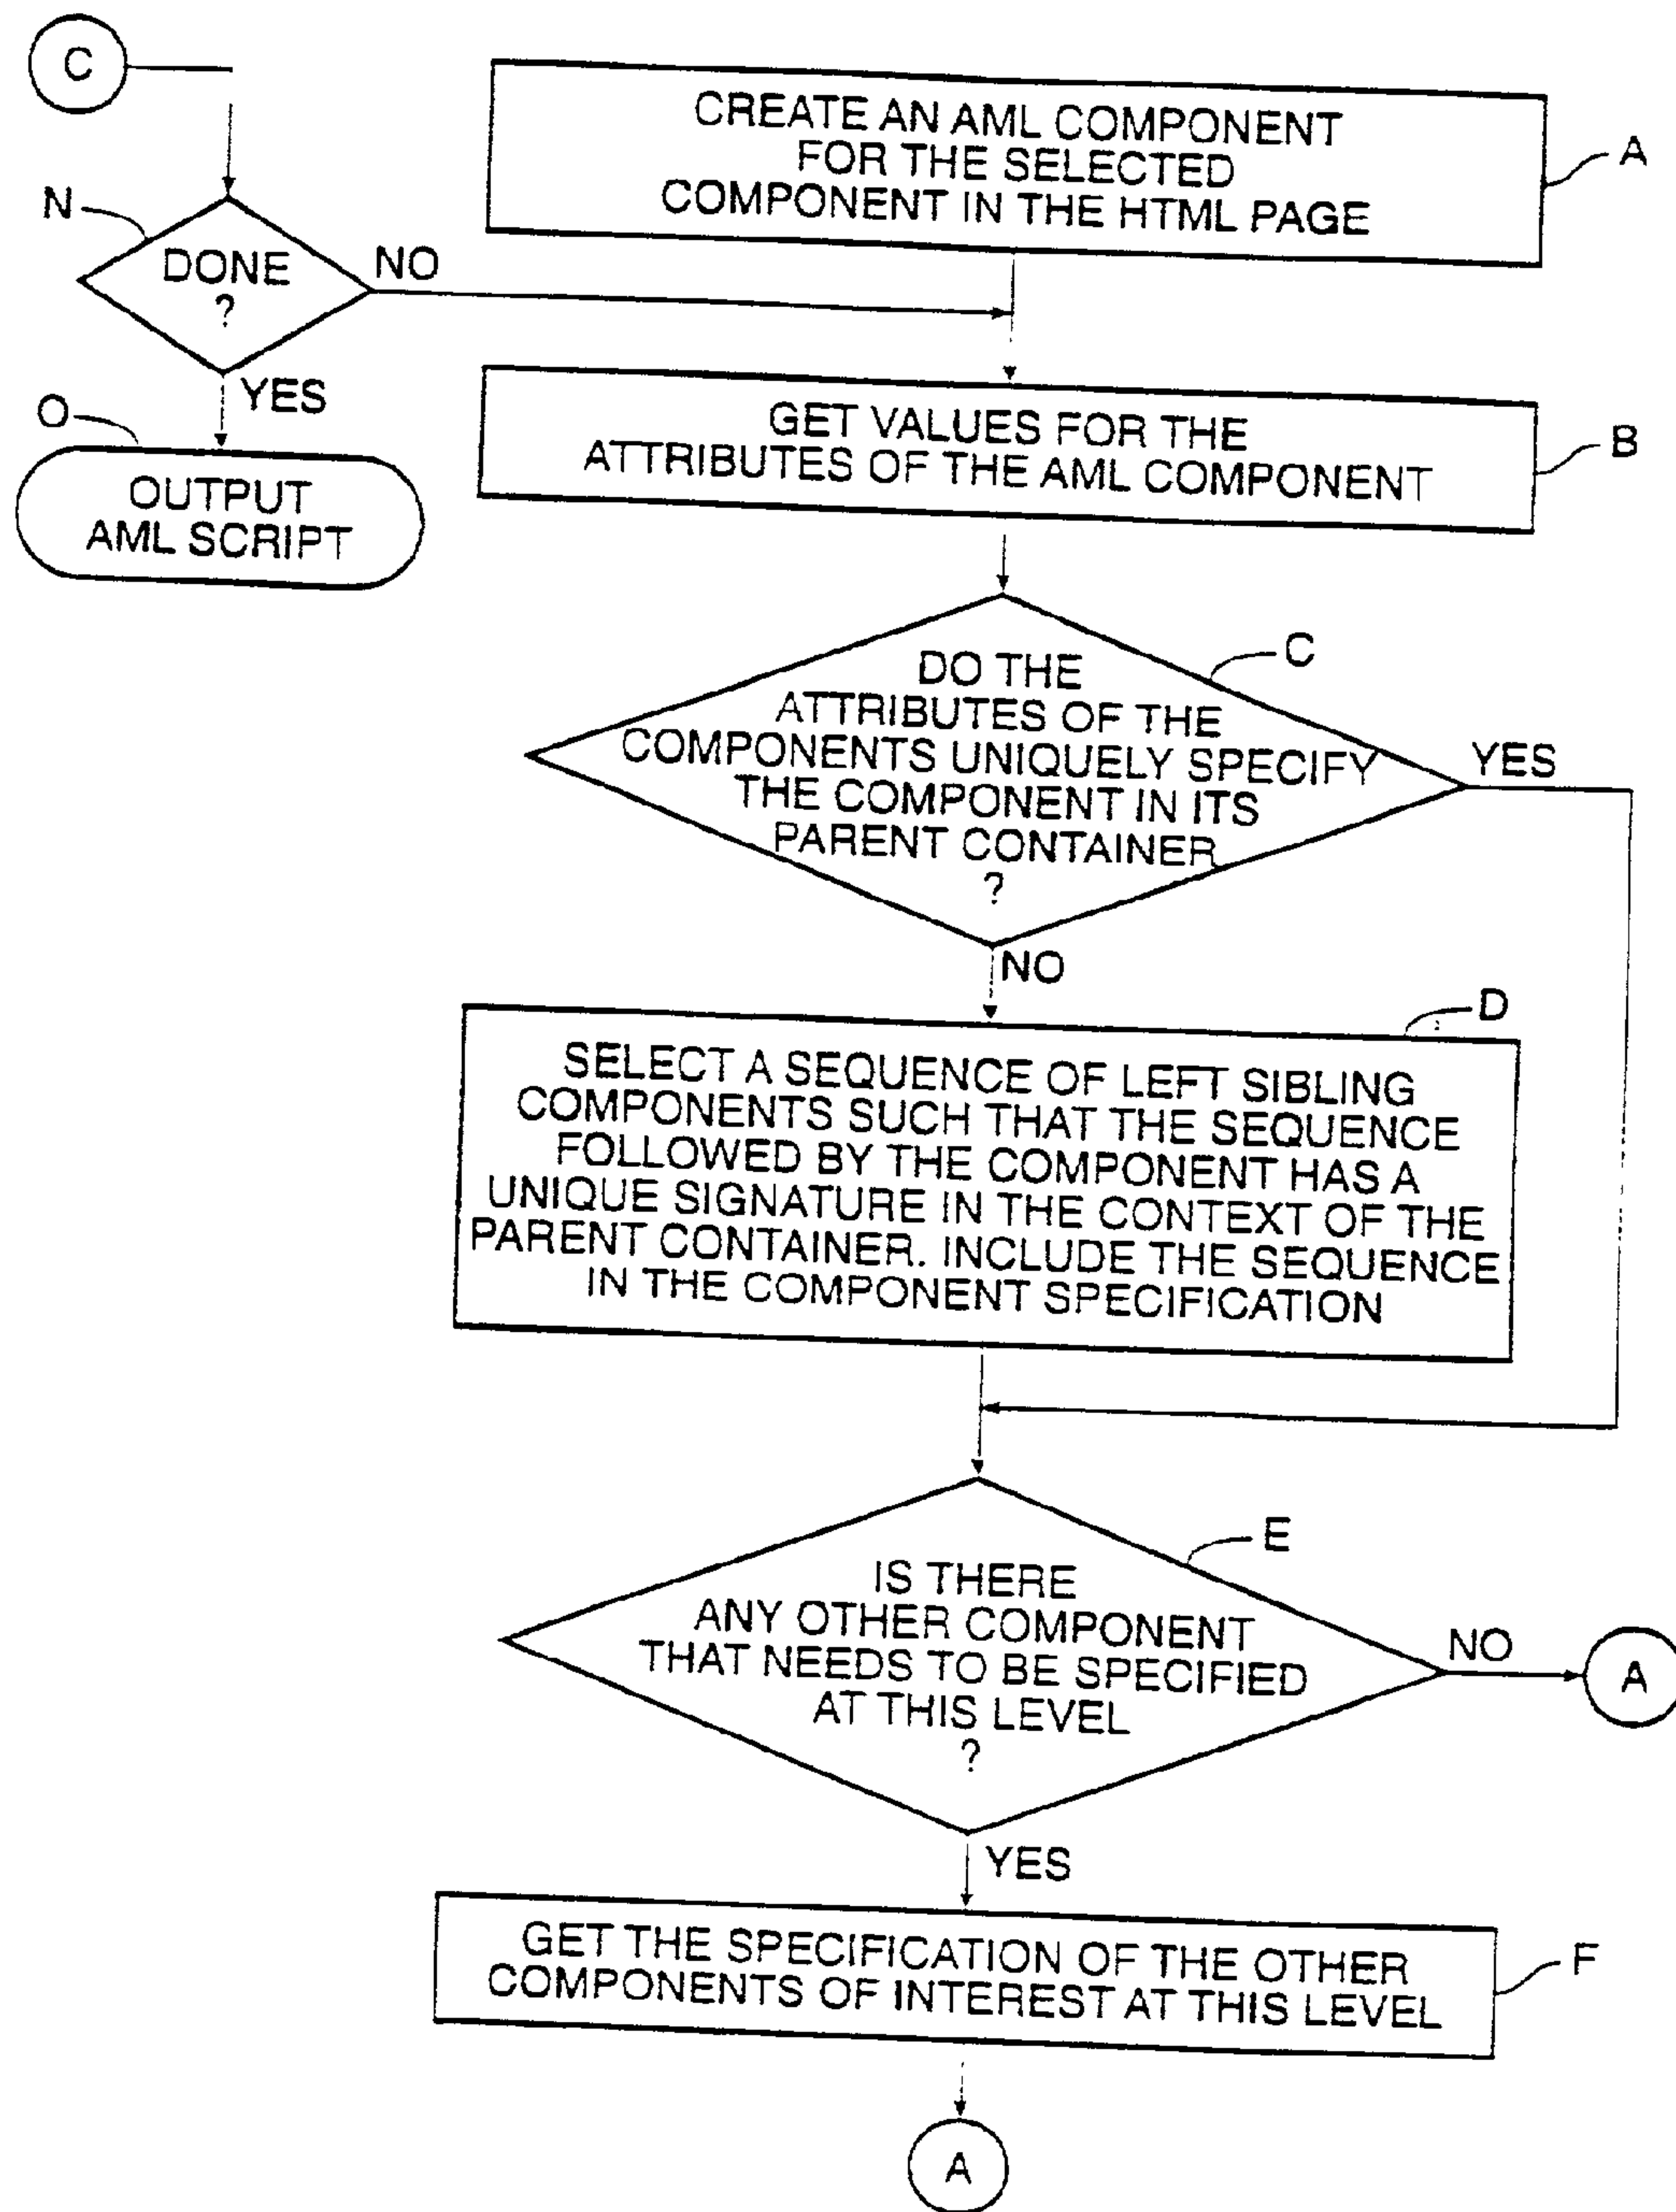 C
CREATE AN AML COMPONENT
FOR THE SELECTED
COMPONENT IN THE HTML PAGE
A
N
DONE
?
NO
YES
O
OUTPUT
AML SCRIPT
GET VALUES FOR THE
ATTRIBUTES OF THE AML COMPONENT
B
DO THE
ATTRIBUTES OF THE
COMPONENTS UNIQUELY SPECIFY
THE COMPONENT IN ITS
PARENT CONTAINER
?
C
YES
NO
D
SELECT A SEQUENCE OF LEFT SIBLING
COMPONENTS SUCH THAT THE SEQUENCE
FOLLOWED BY THE COMPONENT HAS A
UNIQUE SIGNATURE IN THE CONTEXT OF THE
PARENT CONTAINER. INCLUDE THE SEQUENCE
IN THE COMPONENT SPECIFICATION
E
IS THERE
ANY OTHER COMPONENT
THAT NEEDS TO BE SPECIFIED
AT THIS LEVEL
?
NO
A
YES
GET THE SPECIFICATION OF THE OTHER
COMPONENTS OF INTEREST AT THIS LEVEL
F
A